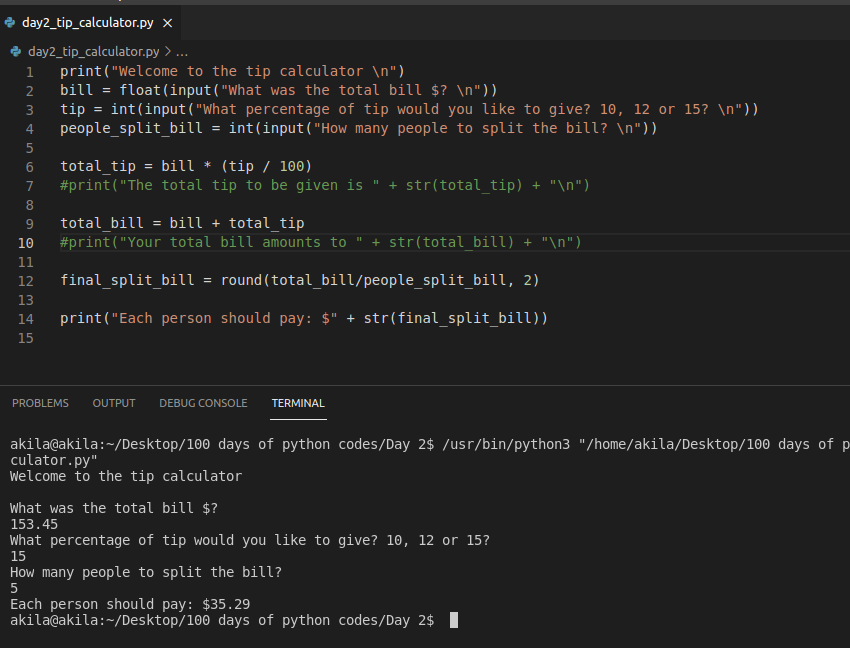 day2_tip_calculator.py ×
day2_tip_calculator.py > ...
1 print("Welcome to the tip calculator \n")
2 bill = float(input("What was the total bill $? \n"))
3 tip = int(input("What percentage of tip would you like to give? 10, 12 or 15? \n"))
4 people_split_bill = int(input("How many people to split the bill? \n"))
5
6 total_tip = bill * (tip / 100)
7 #print("The total tip to be given is " + str(total_tip) + "\n")
8
9 total_bill = bill + total_tip
10 #print("Your total bill amounts to " + str(total_bill) + "\n")
11
12 final_split_bill = round(total_bill/people_split_bill, 2)
13
14 print("Each person should pay: $" + str(final_split_bill))
15
PROBLEMS OUTPUT DEBUG CONSOLE TERMINAL
akila@akila:~/Desktop/100 days of python codes/Day 2$ /usr/bin/python3 "/home/akila/Desktop/100 days of p
culator.py"
Welcome to the tip calculator
What was the total bill $?
153.45
What percentage of tip would you like to give? 10, 12 or 15?
15
How many people to split the bill?
5
Each person should pay: $35.29
akila@akila:~/Desktop/100 days of python codes/Day 2$